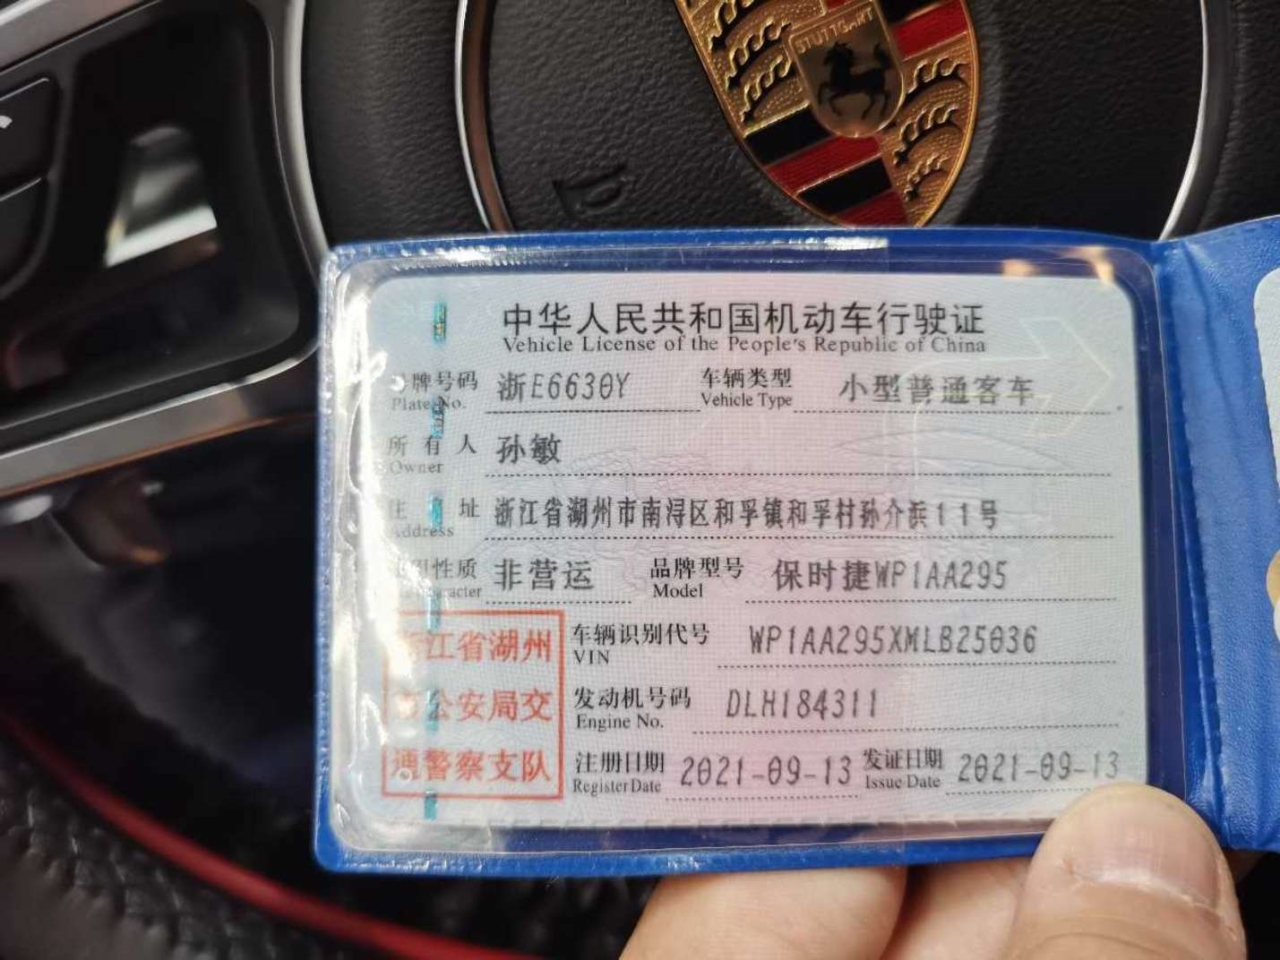 STUTTGART
中华人民共和国机动车行驶证
Vehicle License of the People's Republic of China
号牌号码 浙E6630Y 车辆类型 小型普通客车
Plate No. Vehicle Type
所有人 孙敏
Owner
住址 浙江省湖州市南浔区和孚镇和孚村孙介浜11号
Address
使用性质 非营运 品牌型号 保时捷WP1AA295
Character Model
浙江省湖州 车辆识别代号 WP1AA295XMLB25036
VIN
市公安局交 发动机号码 DLH184311
Engine No.
通警察支队 注册日期 2021-09-13 发证日期 2021-09-13
Register Date Issue Date